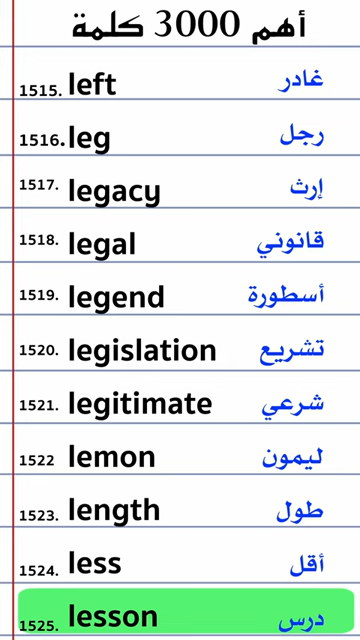 أهم 3000 كلمة
1515. left غادر
1516. leg رجل
1517. legacy إرث
1518. legal قانوني
1519. legend أسطورة
1520. legislation تشريع
1521. legitimate شرعي
1522 lemon ليمون
1523. length طول
1524. less أقل
1525. lesson درس